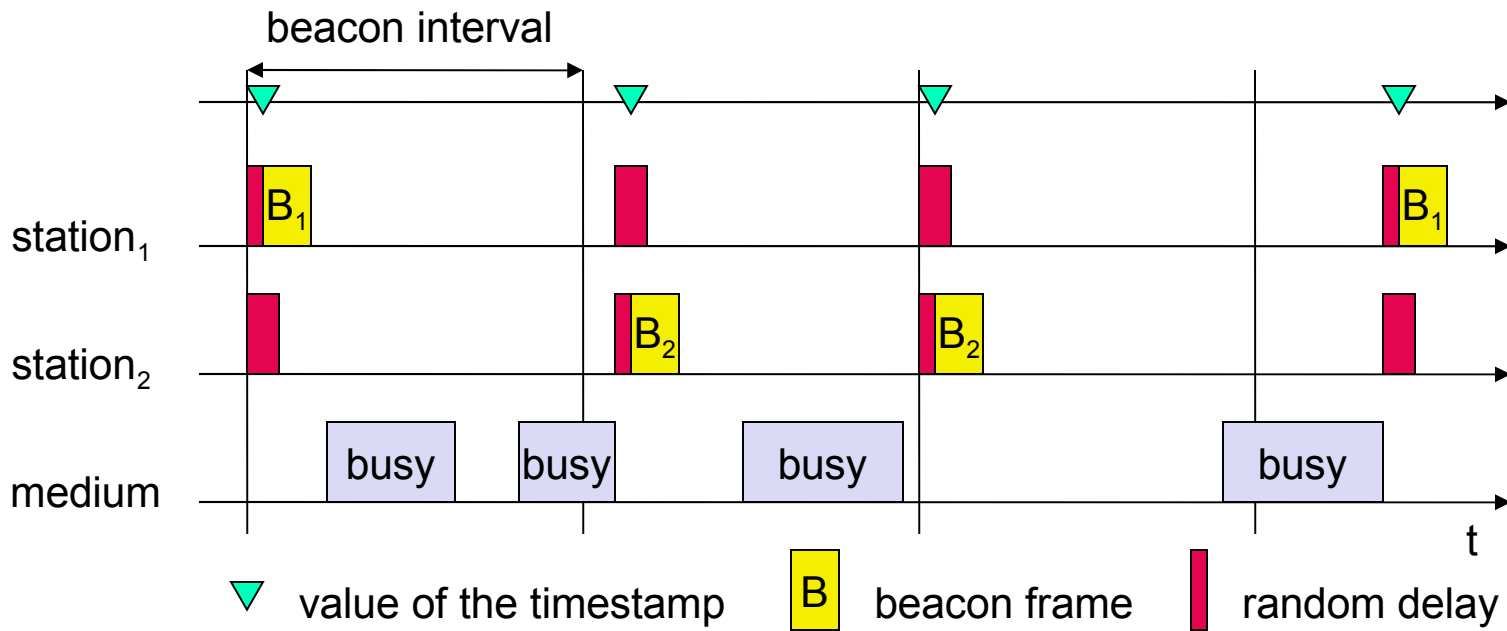 beacon interval
B₁ B₁
station₁
B₂ B₂
station₂
busy busy busy busy
medium
t
value of the timestamp B beacon frame random delay